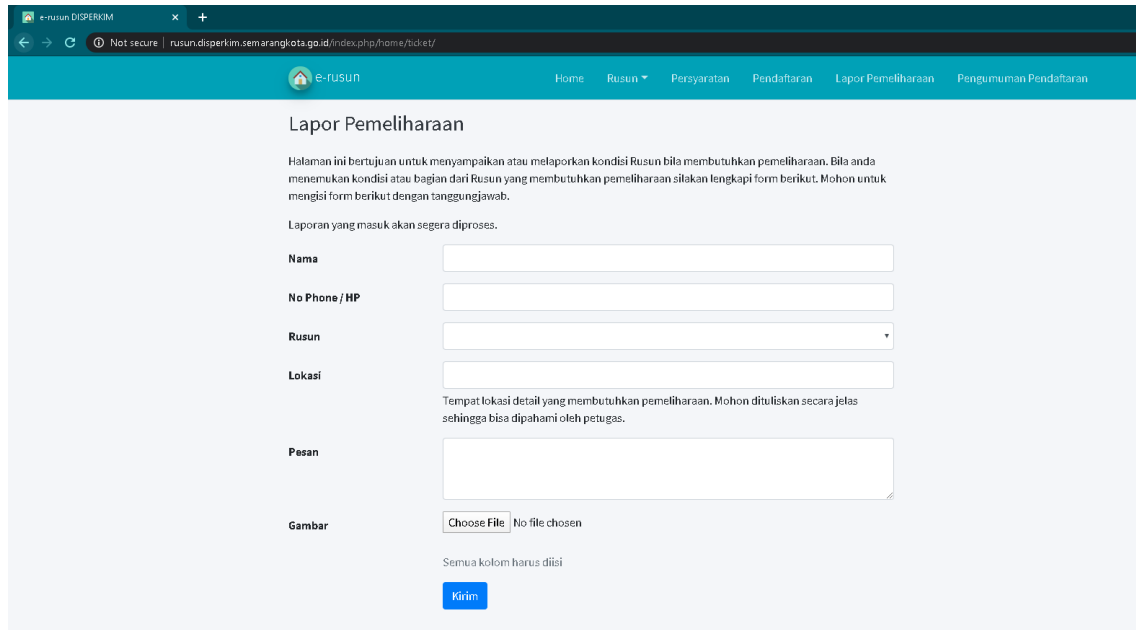 e-rusun DISPERKIM
Not secure | rusun.disperkim.semarangkota.go.id/index.php/home/ticket/
e-rusun Home Rusun Persyaratan Pendaftaran Lapor Pemeliharaan Pengumuman Pendaftaran
Lapor Pemeliharaan
Halaman ini bertujuan untuk menyampaikan atau melaporkan kondisi Rusun bila membutuhkan pemeliharaan. Bila anda
menemukan kondisi atau bagian dari Rusun yang membutuhkan pemeliharaan silakan lengkapi form berikut. Mohon untuk
mengisi form berikut dengan tanggungjawab.
Laporan yang masuk akan segera diproses.
Nama
No Phone / HP
Rusun
Lokasi
Tempat lokasi detail yang membutuhkan pemeliharaan. Mohon dituliskan secara jelas
sehingga bisa dipahami oleh petugas.
Pesan
Gambar Choose File No file chosen
Semua kolom harus diisi
Kirim